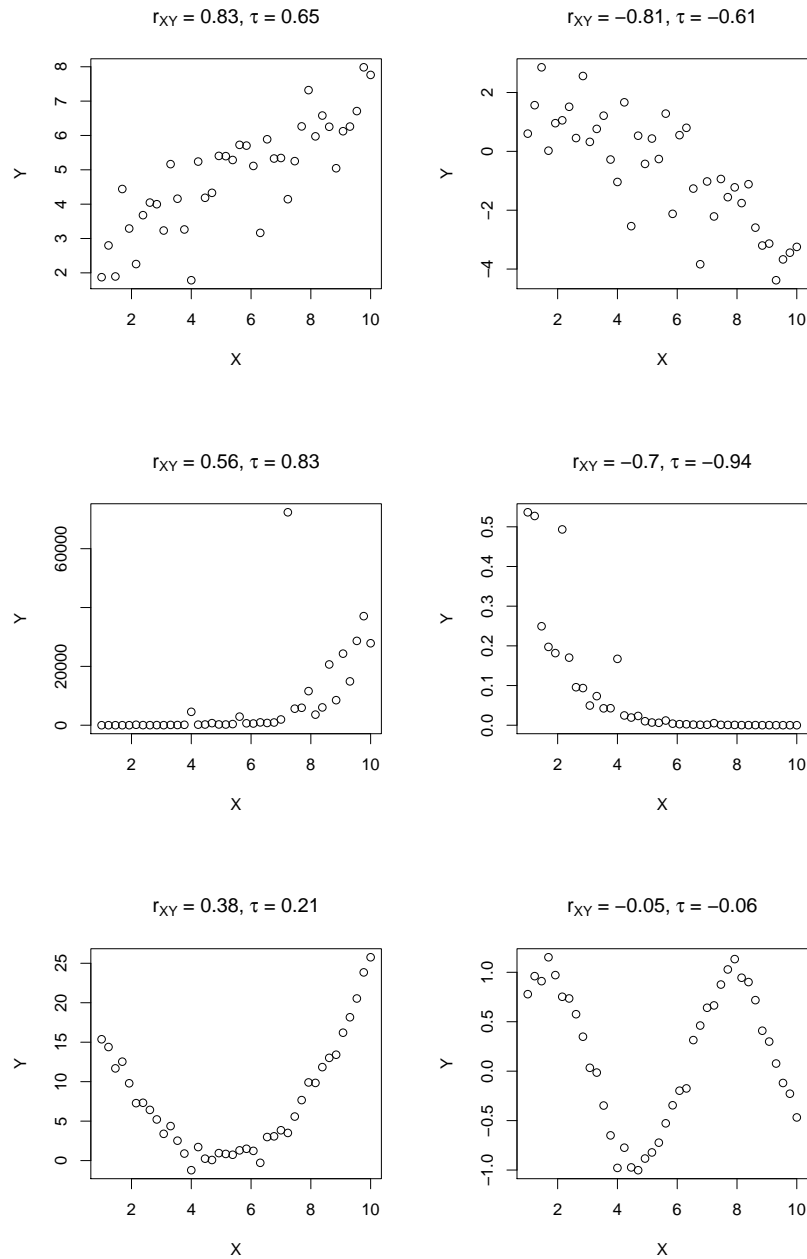 r_XY = 0.83, τ = 0.65
8
7
6
5
4
3
2
Y
2 4 6 8 10
X
r_XY = −0.81, τ = −0.61
2
0
−2
−4
Y
2 4 6 8 10
X
r_XY = 0.56, τ = 0.83
60000
20000
0
Y
2 4 6 8 10
X
r_XY = −0.7, τ = −0.94
0.5
0.4
0.3
0.2
0.1
0.0
Y
2 4 6 8 10
X
r_XY = 0.38, τ = 0.21
25
20
15
10
5
0
Y
2 4 6 8 10
X
r_XY = −0.05, τ = −0.06
1.0
0.5
0.0
−0.5
−1.0
Y
2 4 6 8 10
X